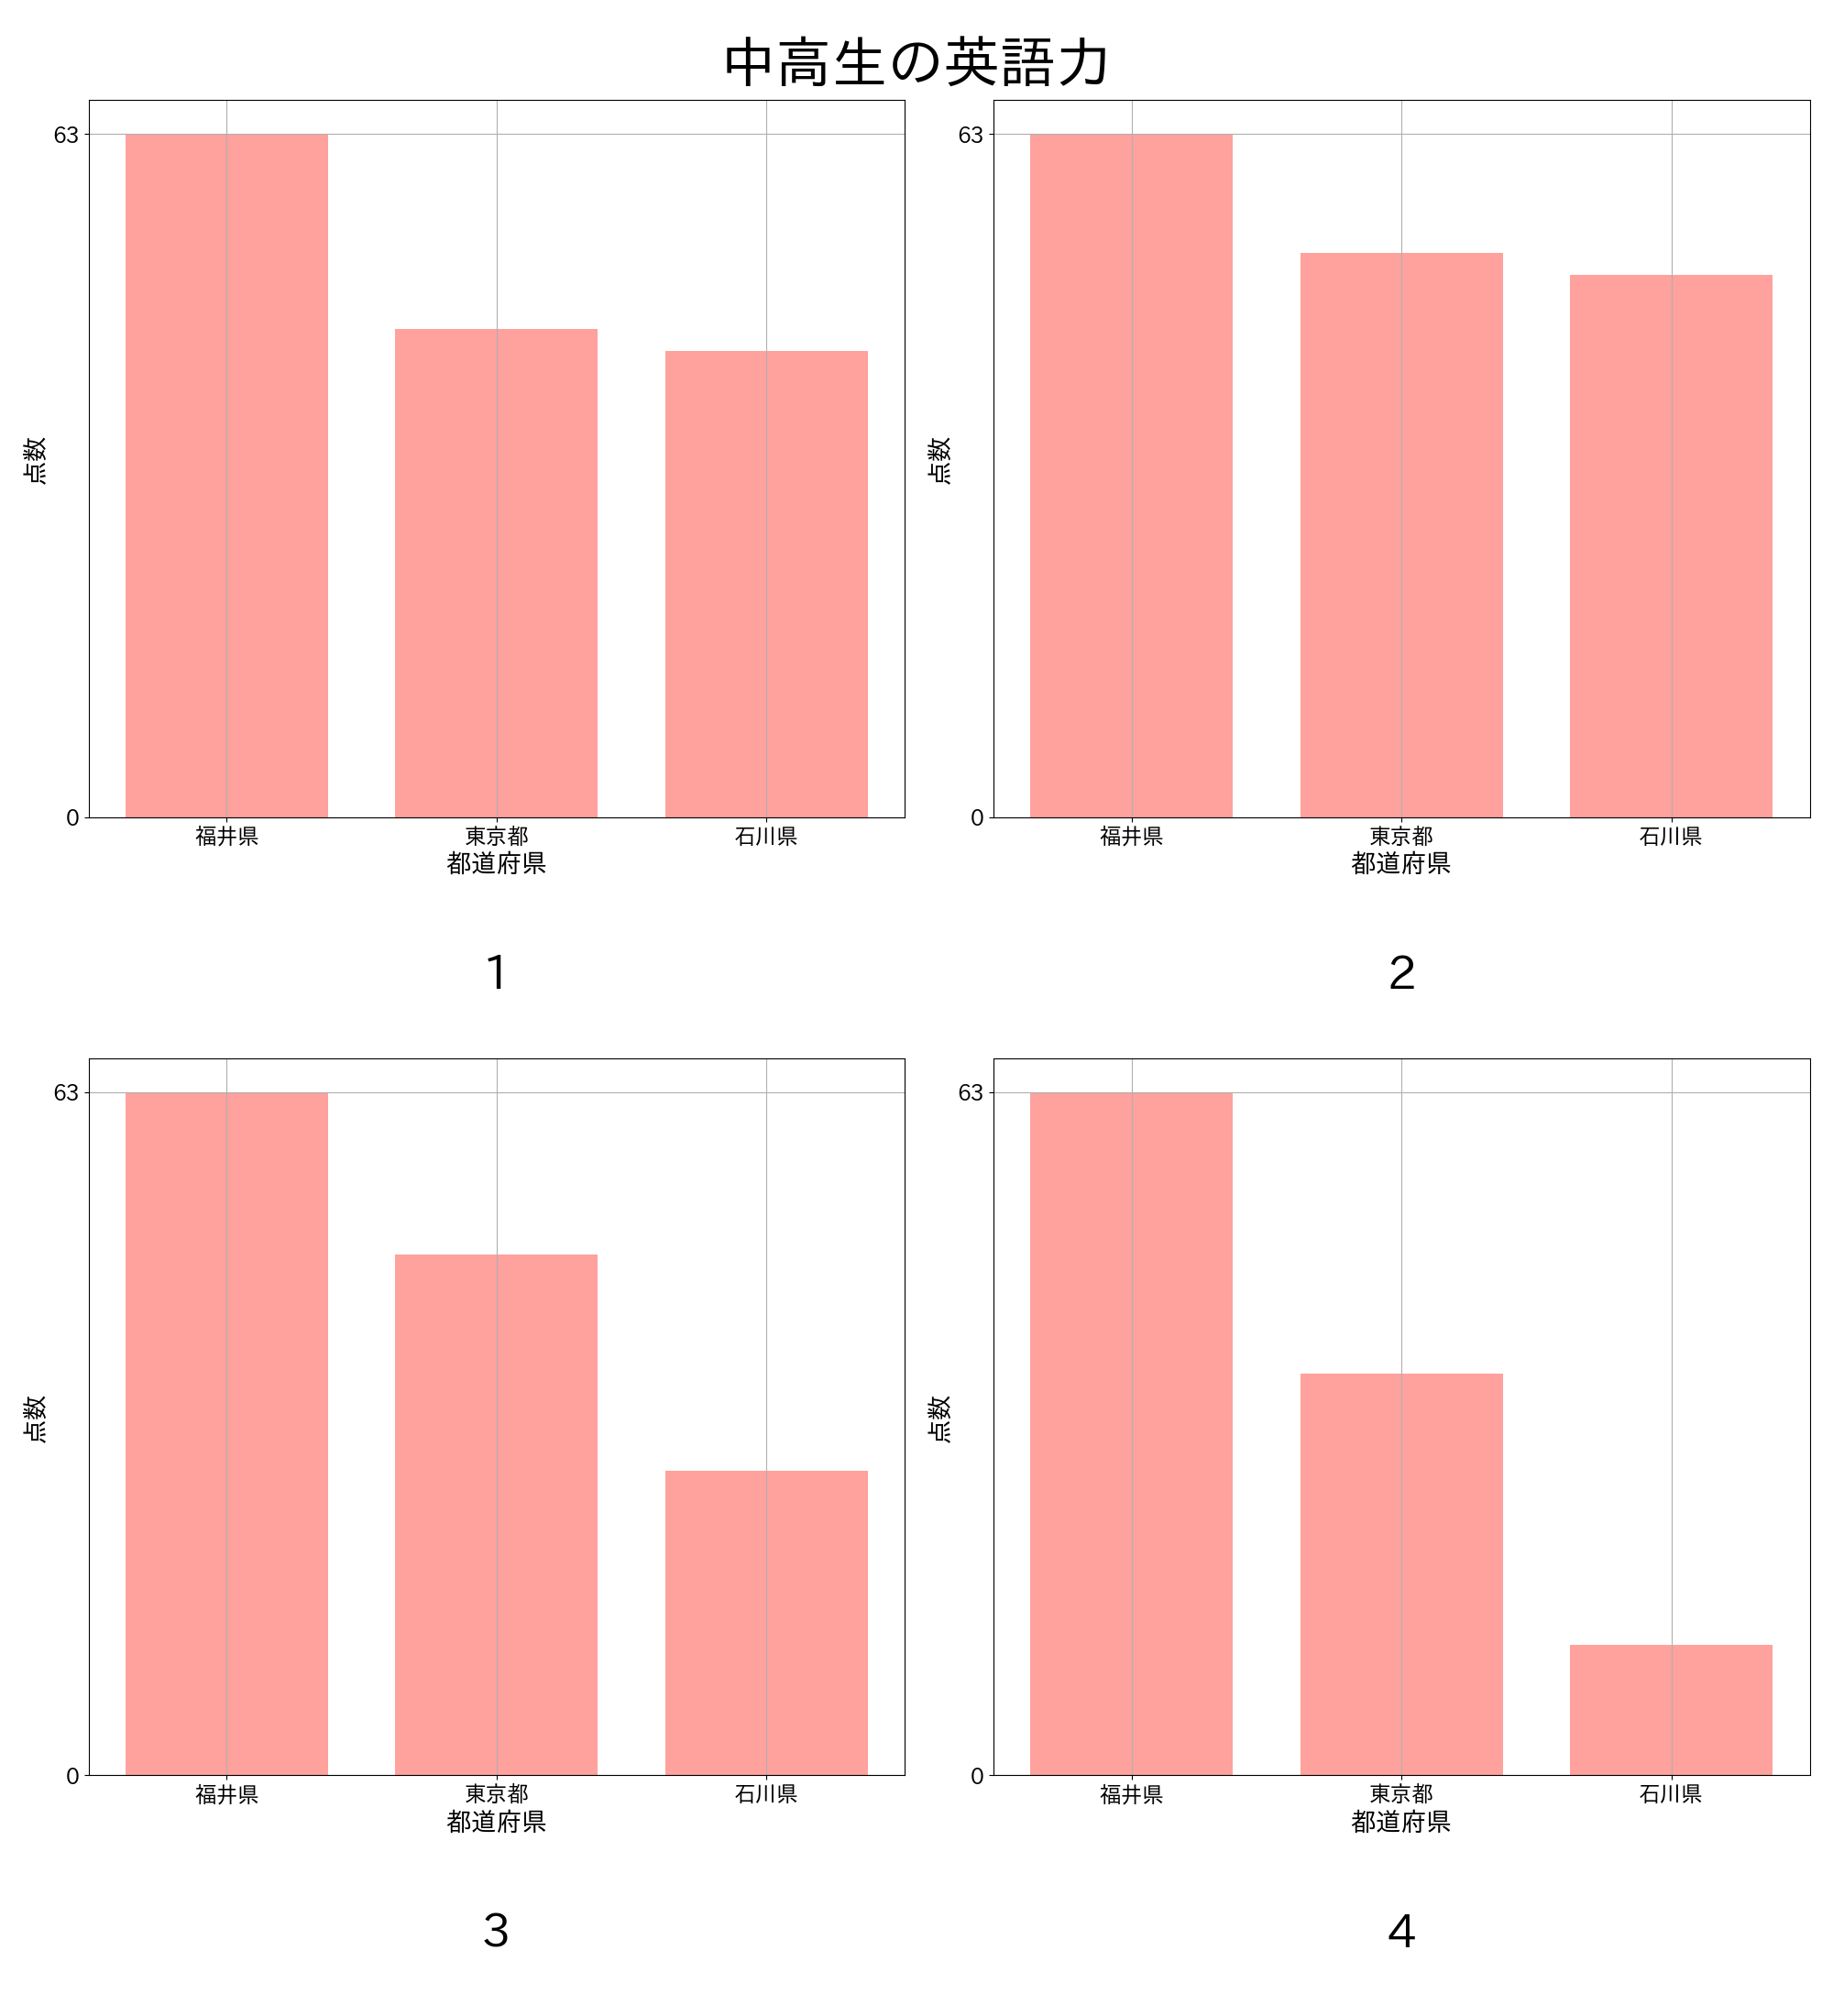 中高生の英語力
63
0
点数
福井県 東京都 石川県
都道府県
1
63
0
点数
福井県 東京都 石川県
都道府県
2
63
0
点数
福井県 東京都 石川県
都道府県
3
63
0
点数
福井県 東京都 石川県
都道府県
4